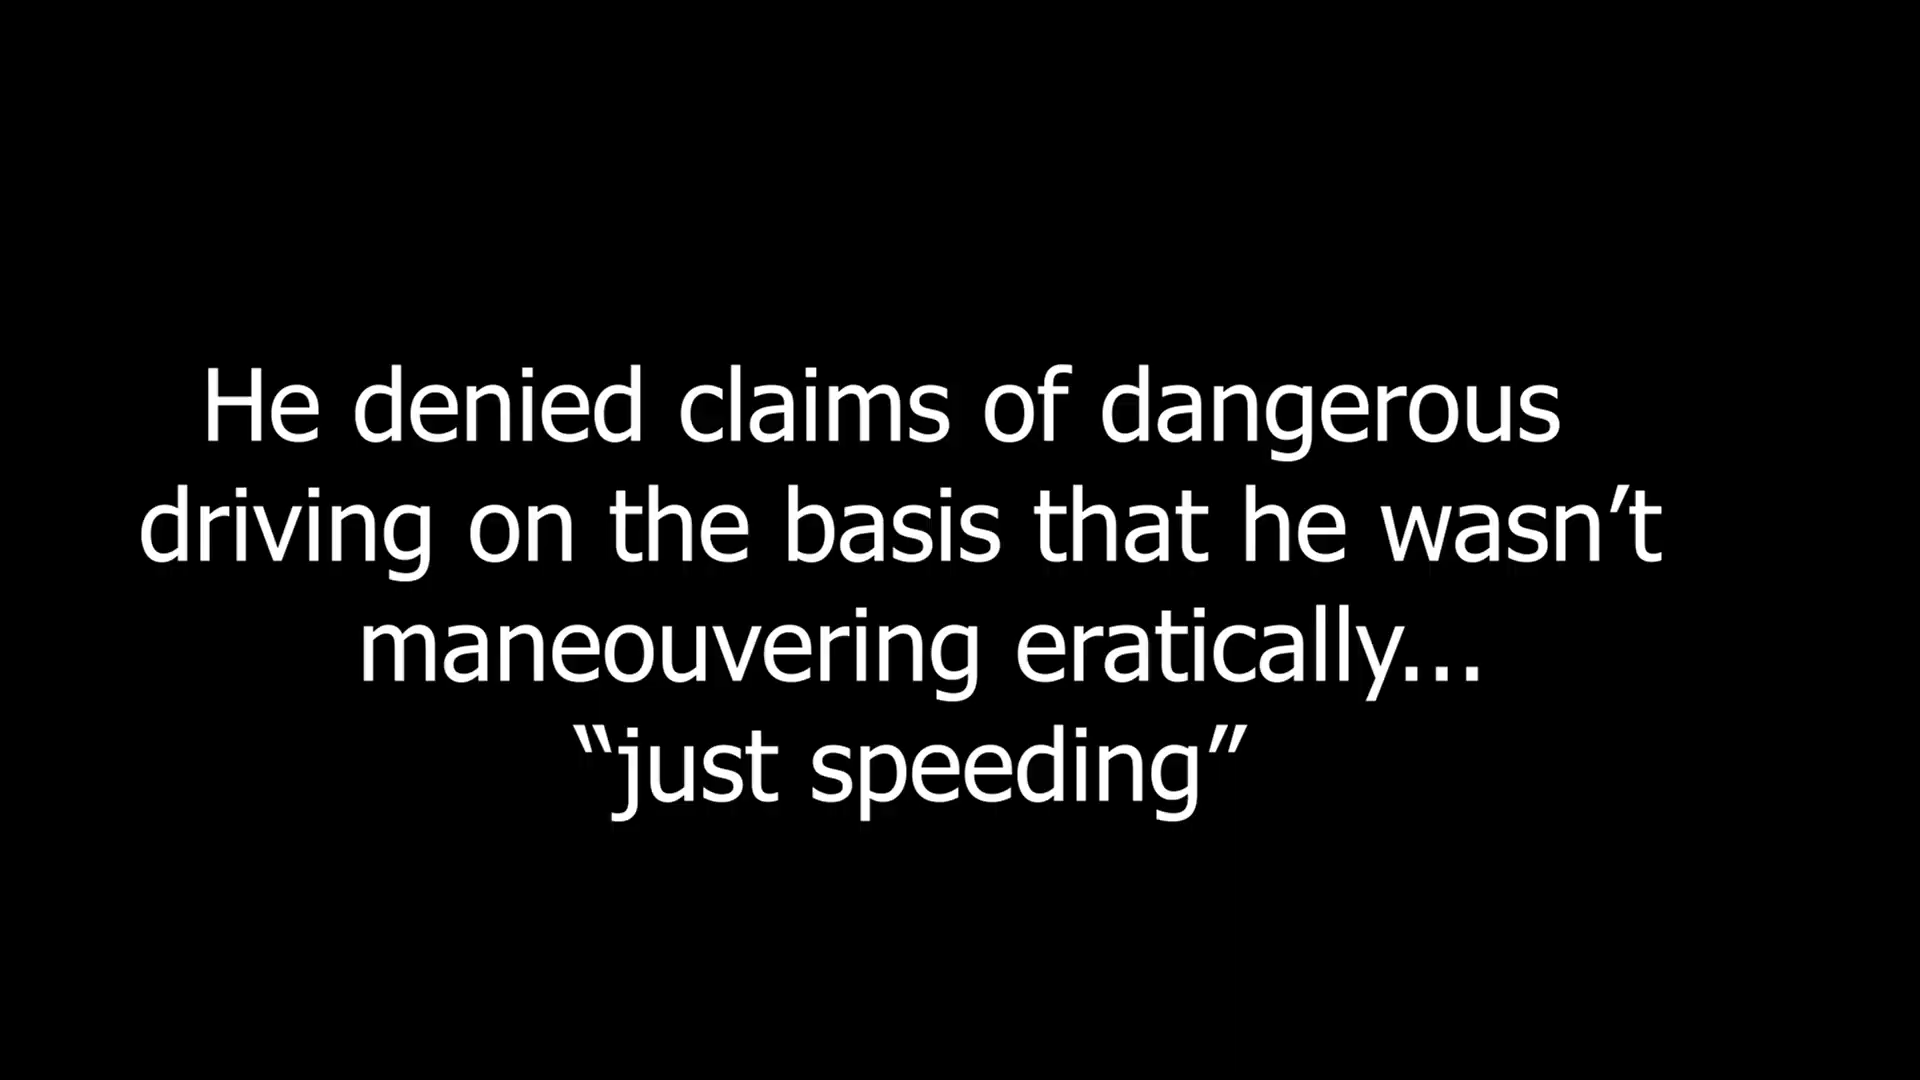 He denied claims of dangerous
driving on the basis that he wasn’t
maneouvering eratically...
“just speeding”